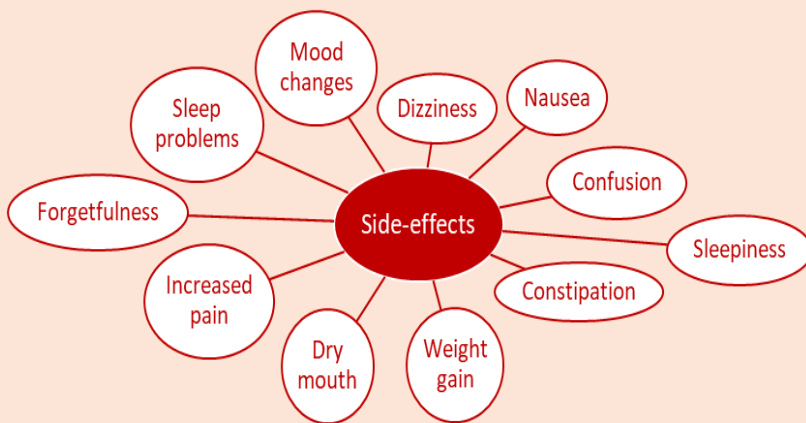 Mood
changes
Dizziness
Nausea
Sleep
problems
Confusion
Forgetfulness
Side-effects
Sleepiness
Increased
pain
Constipation
Dry
mouth
Weight
gain